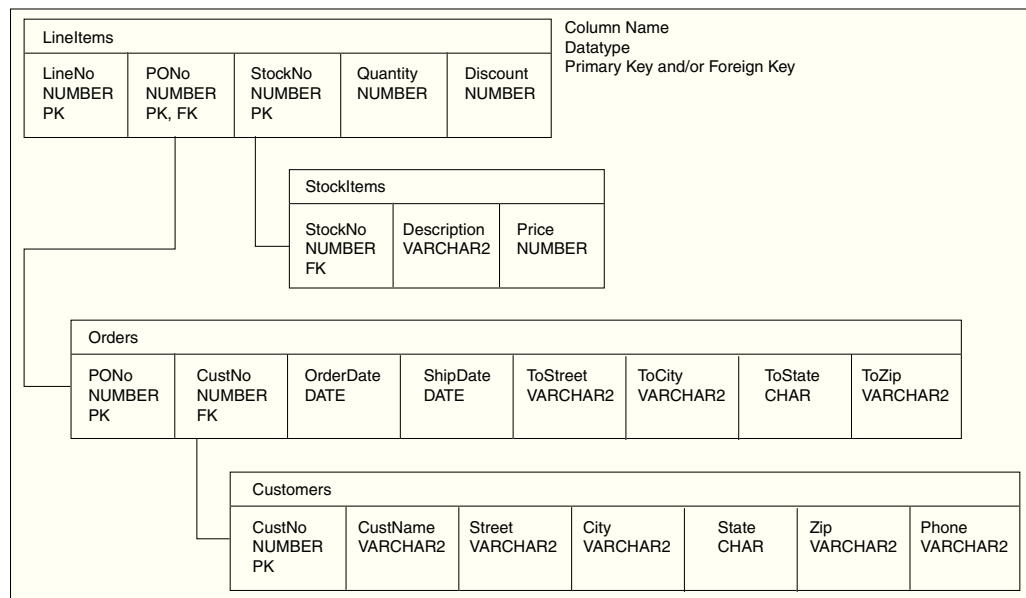 Column Name
Datatype
Primary Key and/or Foreign Key
LineItems
LineNo
NUMBER
PK
PONo
NUMBER
PK, FK
StockNo
NUMBER
PK
Quantity
NUMBER
Discount
NUMBER
StockItems
StockNo
NUMBER
FK
Description
VARCHAR2
Price
NUMBER
Orders
PONo
NUMBER
PK
CustNo
NUMBER
FK
OrderDate
DATE
ShipDate
DATE
ToStreet
VARCHAR2
ToCity
VARCHAR2
ToState
CHAR
ToZip
VARCHAR2
Customers
CustNo
NUMBER
PK
CustName
VARCHAR2
Street
VARCHAR2
City
VARCHAR2
State
CHAR
Zip
VARCHAR2
Phone
VARCHAR2